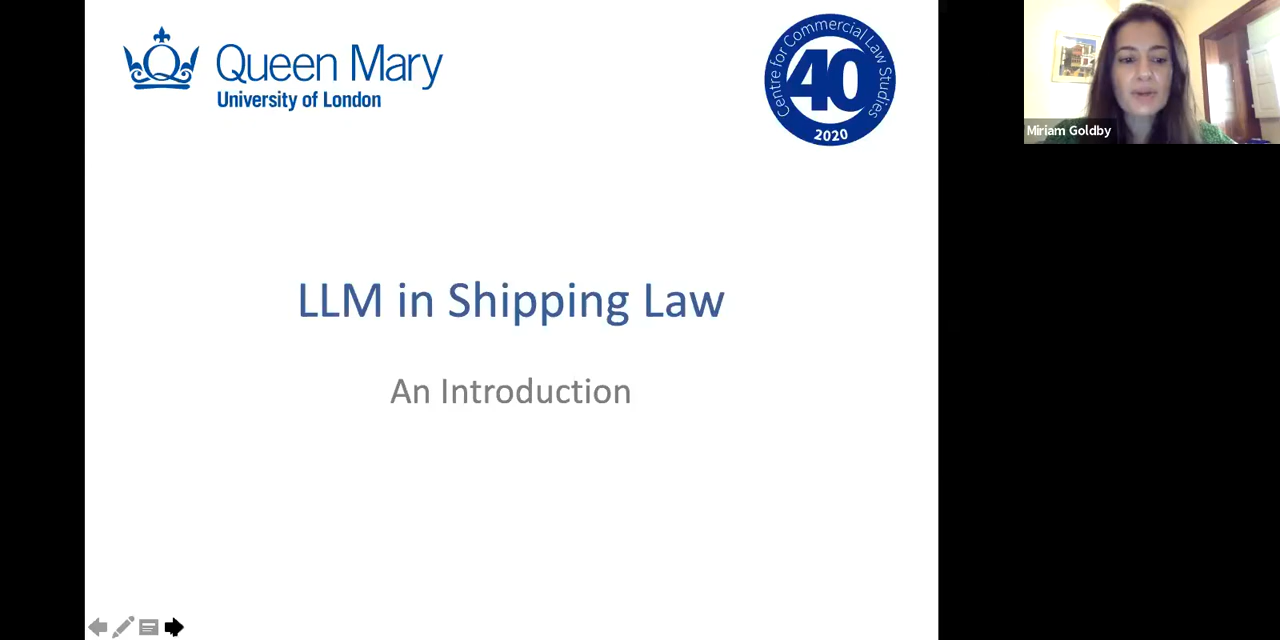 Queen Mary
University of London
Centre for Commercial Law Studies
40
2020
Miriam Goldby
LLM in Shipping Law
An Introduction